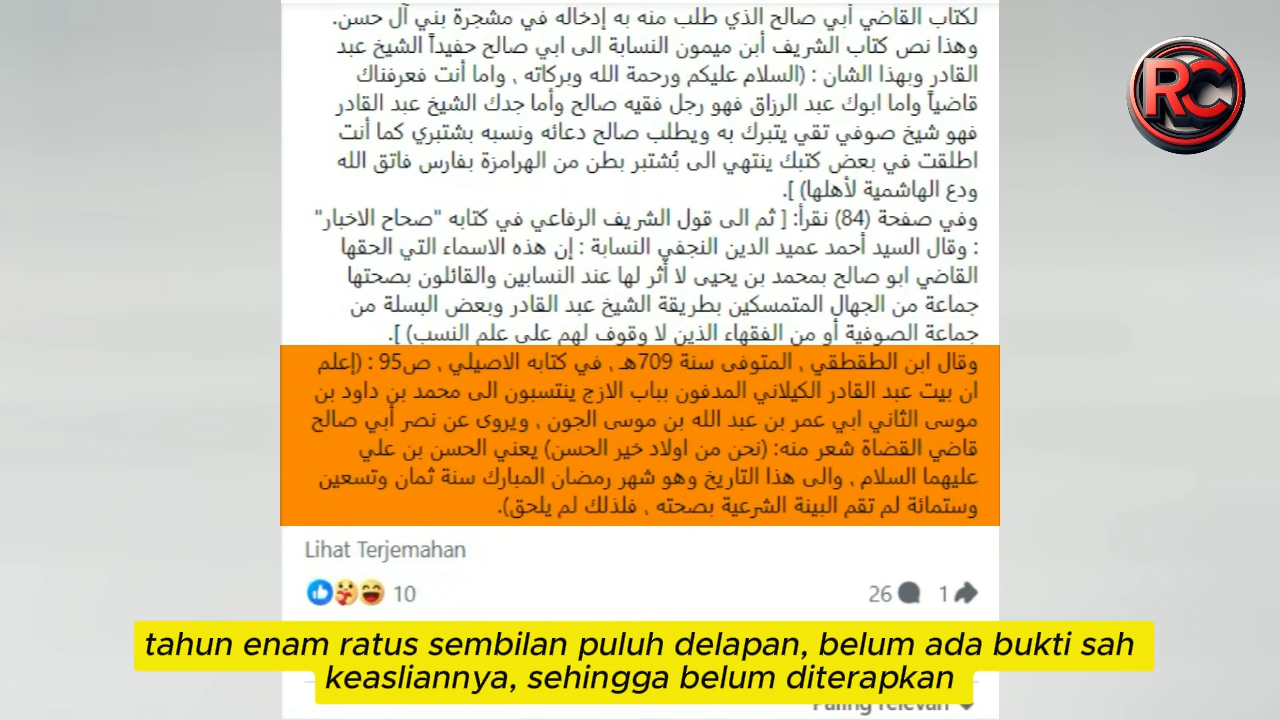 لكتاب القاضي أبي صالح الذي طلب منه به إدخاله في مشجرة بني آل حسن.
وهذا نص كتاب الشريف أبن ميمون النسابة الى ابي صالح حفيداً الشيخ عبد
القادر وبهذا الشان : (السلام عليكم ورحمة الله وبركاته , واما أنت فعرفناك
قاضياً واما ابوك عبد الرزاق فهو رجل فقيه صالح وأما جدك الشيخ عبد القادر
فهو شيخ صوفي تقي يتبرك به ويطلب صالح دعائه ونسبه بشتبري كما أنت
اطلقت في بعض كتبك ينتهي الى بُشتبر بطن من الهرامزة بفارس فاتق الله
ودع الهاشمية لأهلها) ].
وفي صفحة (84) نقرأ: [ ثم الى قول الشريف الرفاعي في كتابه "صحاح الاخبار"
: وقال السيد أحمد عميد الدين النجفي النسابة : إن هذه الاسماء التي الحقها
القاضي ابو صالح بمحمد بن يحيى لا أثر لها عند النسابين والقائلون بصحتها
جماعة من الجهال المتمسكين بطريقة الشيخ عبد القادر وبعض البسلة من
جماعة الصوفية أو من الفقهاء الذين لا وقوف لهم على علم النسب) ].
وقال ابن الطقطقي , المتوفى سنة 709هـ , في كتابه الاصيلي , ص95 : (إعلم
ان بيت عبد القادر الكيلاني المدفون بباب الازج ينتسبون الى محمد بن داود بن
موسى الثاني ابي عمر بن عبد الله بن موسى الجون , ويروى عن نصر أبي صالح
قاضي القضاة شعر منه: (نحن من اولاد خير الحسن) يعني الحسن بن علي
عليهما السلام , والى هذا التاريخ وهو شهر رمضان المبارك سنة ثمان وتسعين
وستمائة لم تقم البينة الشرعية بصحته , فلذلك لم يلحق).
Lihat Terjemahan
10 26 1
tahun enam ratus sembilan puluh delapan, belum ada bukti sah
keasliannya, sehingga belum diterapkan
Paling relevan
RC